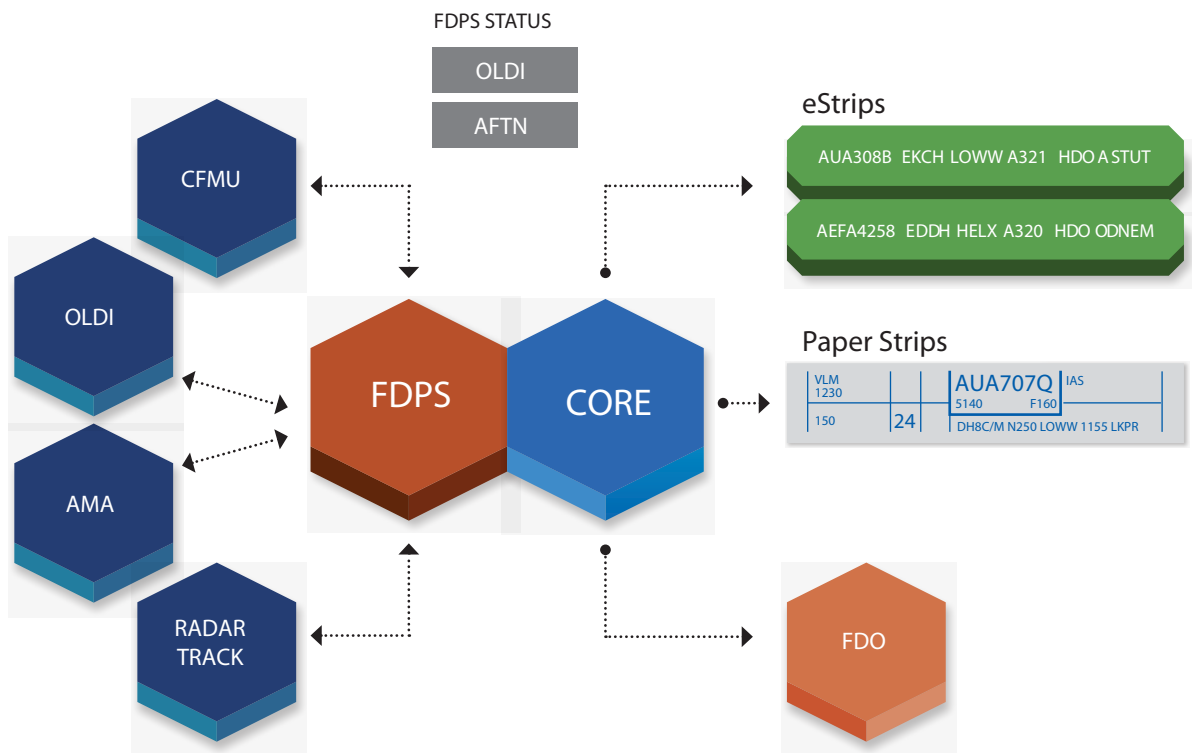 FDPS STATUS
OLDI
AFTN
CFMU
OLDI
AMA
RADAR
TRACK
FDPS
CORE
eStrips
AUA308B EKCH LOWW A321 HDO A STUT
AEFA4258 EDDH HELX A320 HDO ODNEM
Paper Strips
VLM
1230
150
24
AUA707Q
5140 F160
IAS
DH8C/M N250 LOWW 1155 LKPR
FDO